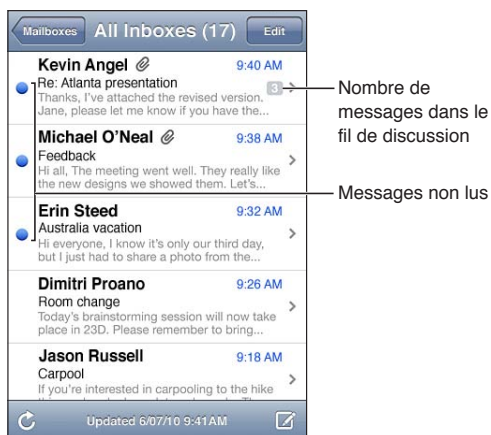 Mailboxes All Inboxes (17) Edit
Kevin Angel 9:40 AM
Re: Atlanta presentation 3
Thanks, I've attached the revised version.
Jane, please let me know if you have the...
Michael O'Neal 9:38 AM
Feedback
Hi all, The meeting went well. They really like
the new designs we showed them. Let's...
Erin Steed 9:32 AM
Australia vacation
Hi everyone, I know it's only our third day,
but I just had to share a photo from the...
Dimitri Proano 9:26 AM
Room change
Today's brainstorming session will now take
place in 23D. Please remember to bring...
Jason Russell 9:18 AM
Carpool
If you're interested in carpooling to the hike
Updated 6/07/10 9:41AM
Nombre de
messages dans le
fil de discussion
Messages non lus